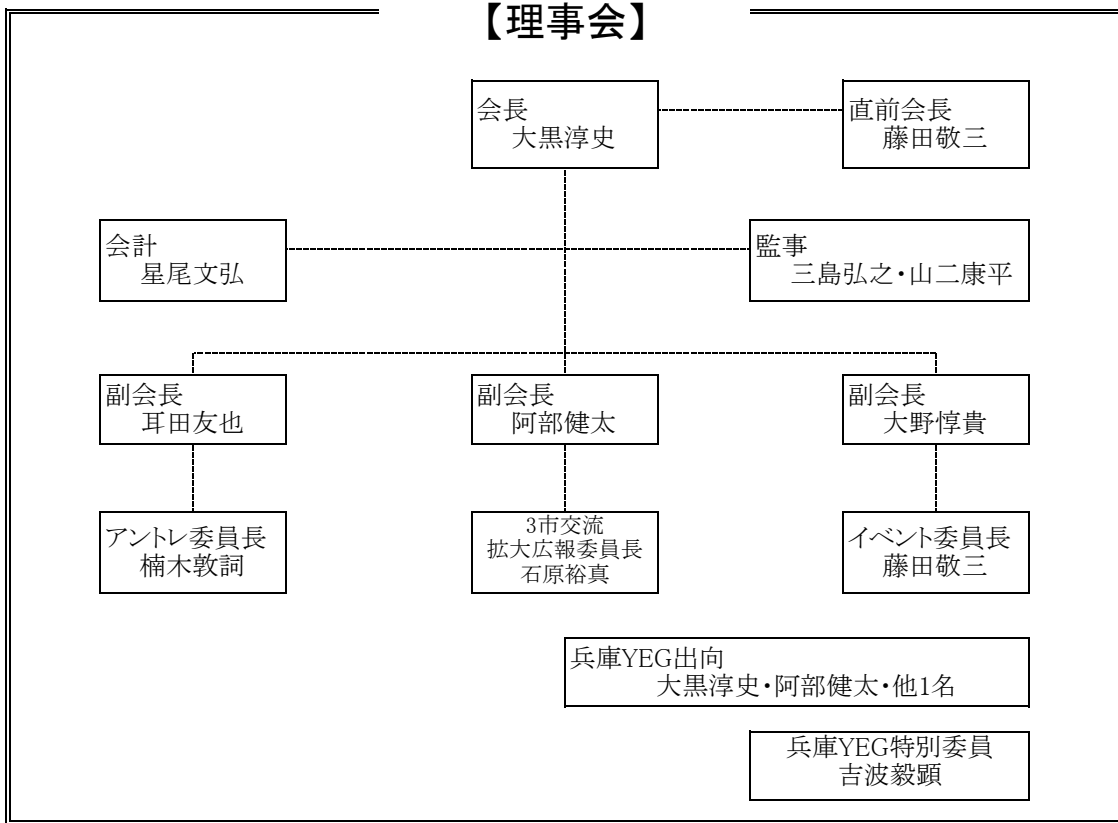 【理事会】
会長
大黒淳史
直前会長
藤田敬三
会計
星尾文弘
監事
三島弘之・山二康平
副会長
耳田友也
副会長
阿部健太
副会長
大野惇貴
アントレ委員長
楠木敦詞
3市交流
拡大広報委員長
石原裕真
イベント委員長
藤田敬三
兵庫YEG出向
大黒淳史・阿部健太・他1名
兵庫YEG特別委員
吉波毅顕